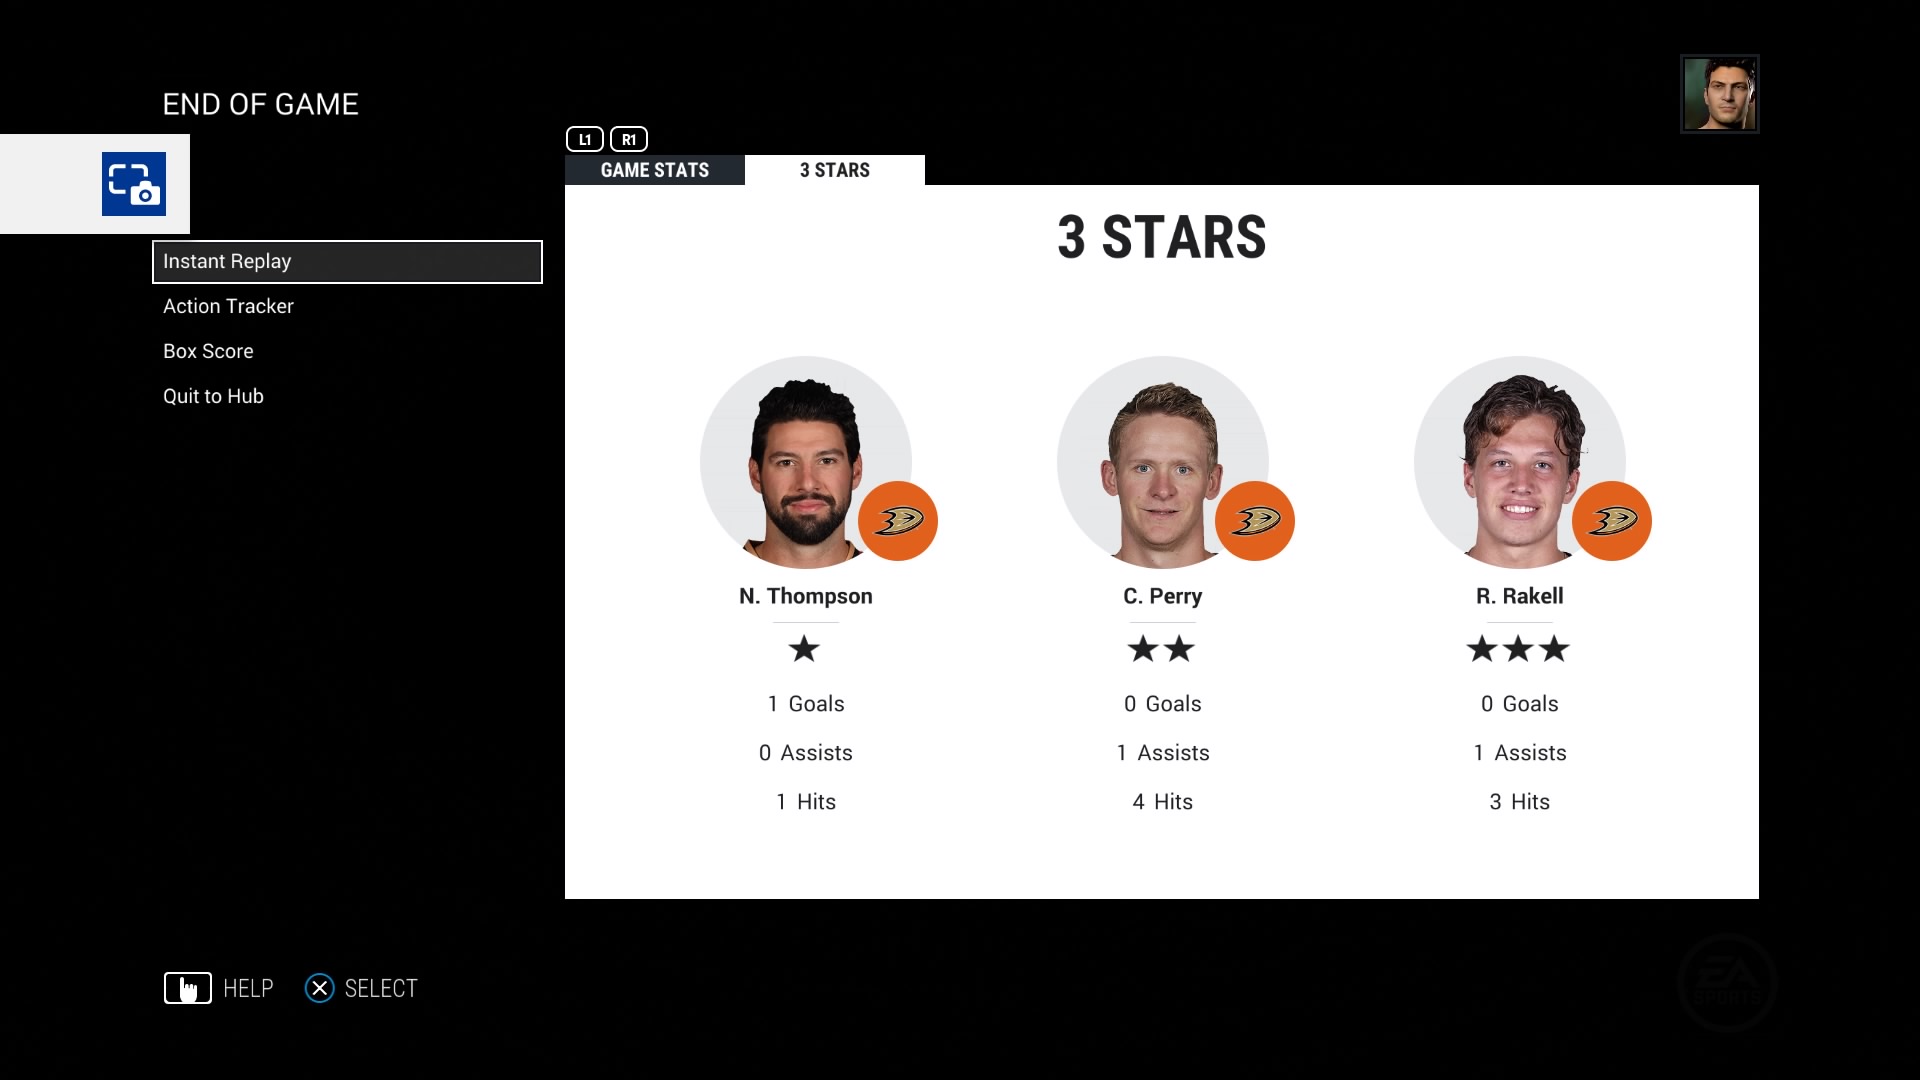 END OF GAME
L1 R1
GAME STATS 3 STARS
3 STARS
Instant Replay
Action Tracker
Box Score
Quit to Hub
N. Thompson C. Perry R. Rakell
1 Goals 0 Goals 0 Goals
0 Assists 1 Assists 1 Assists
1 Hits 4 Hits 3 Hits
HELP SELECT
EA
SPORTS